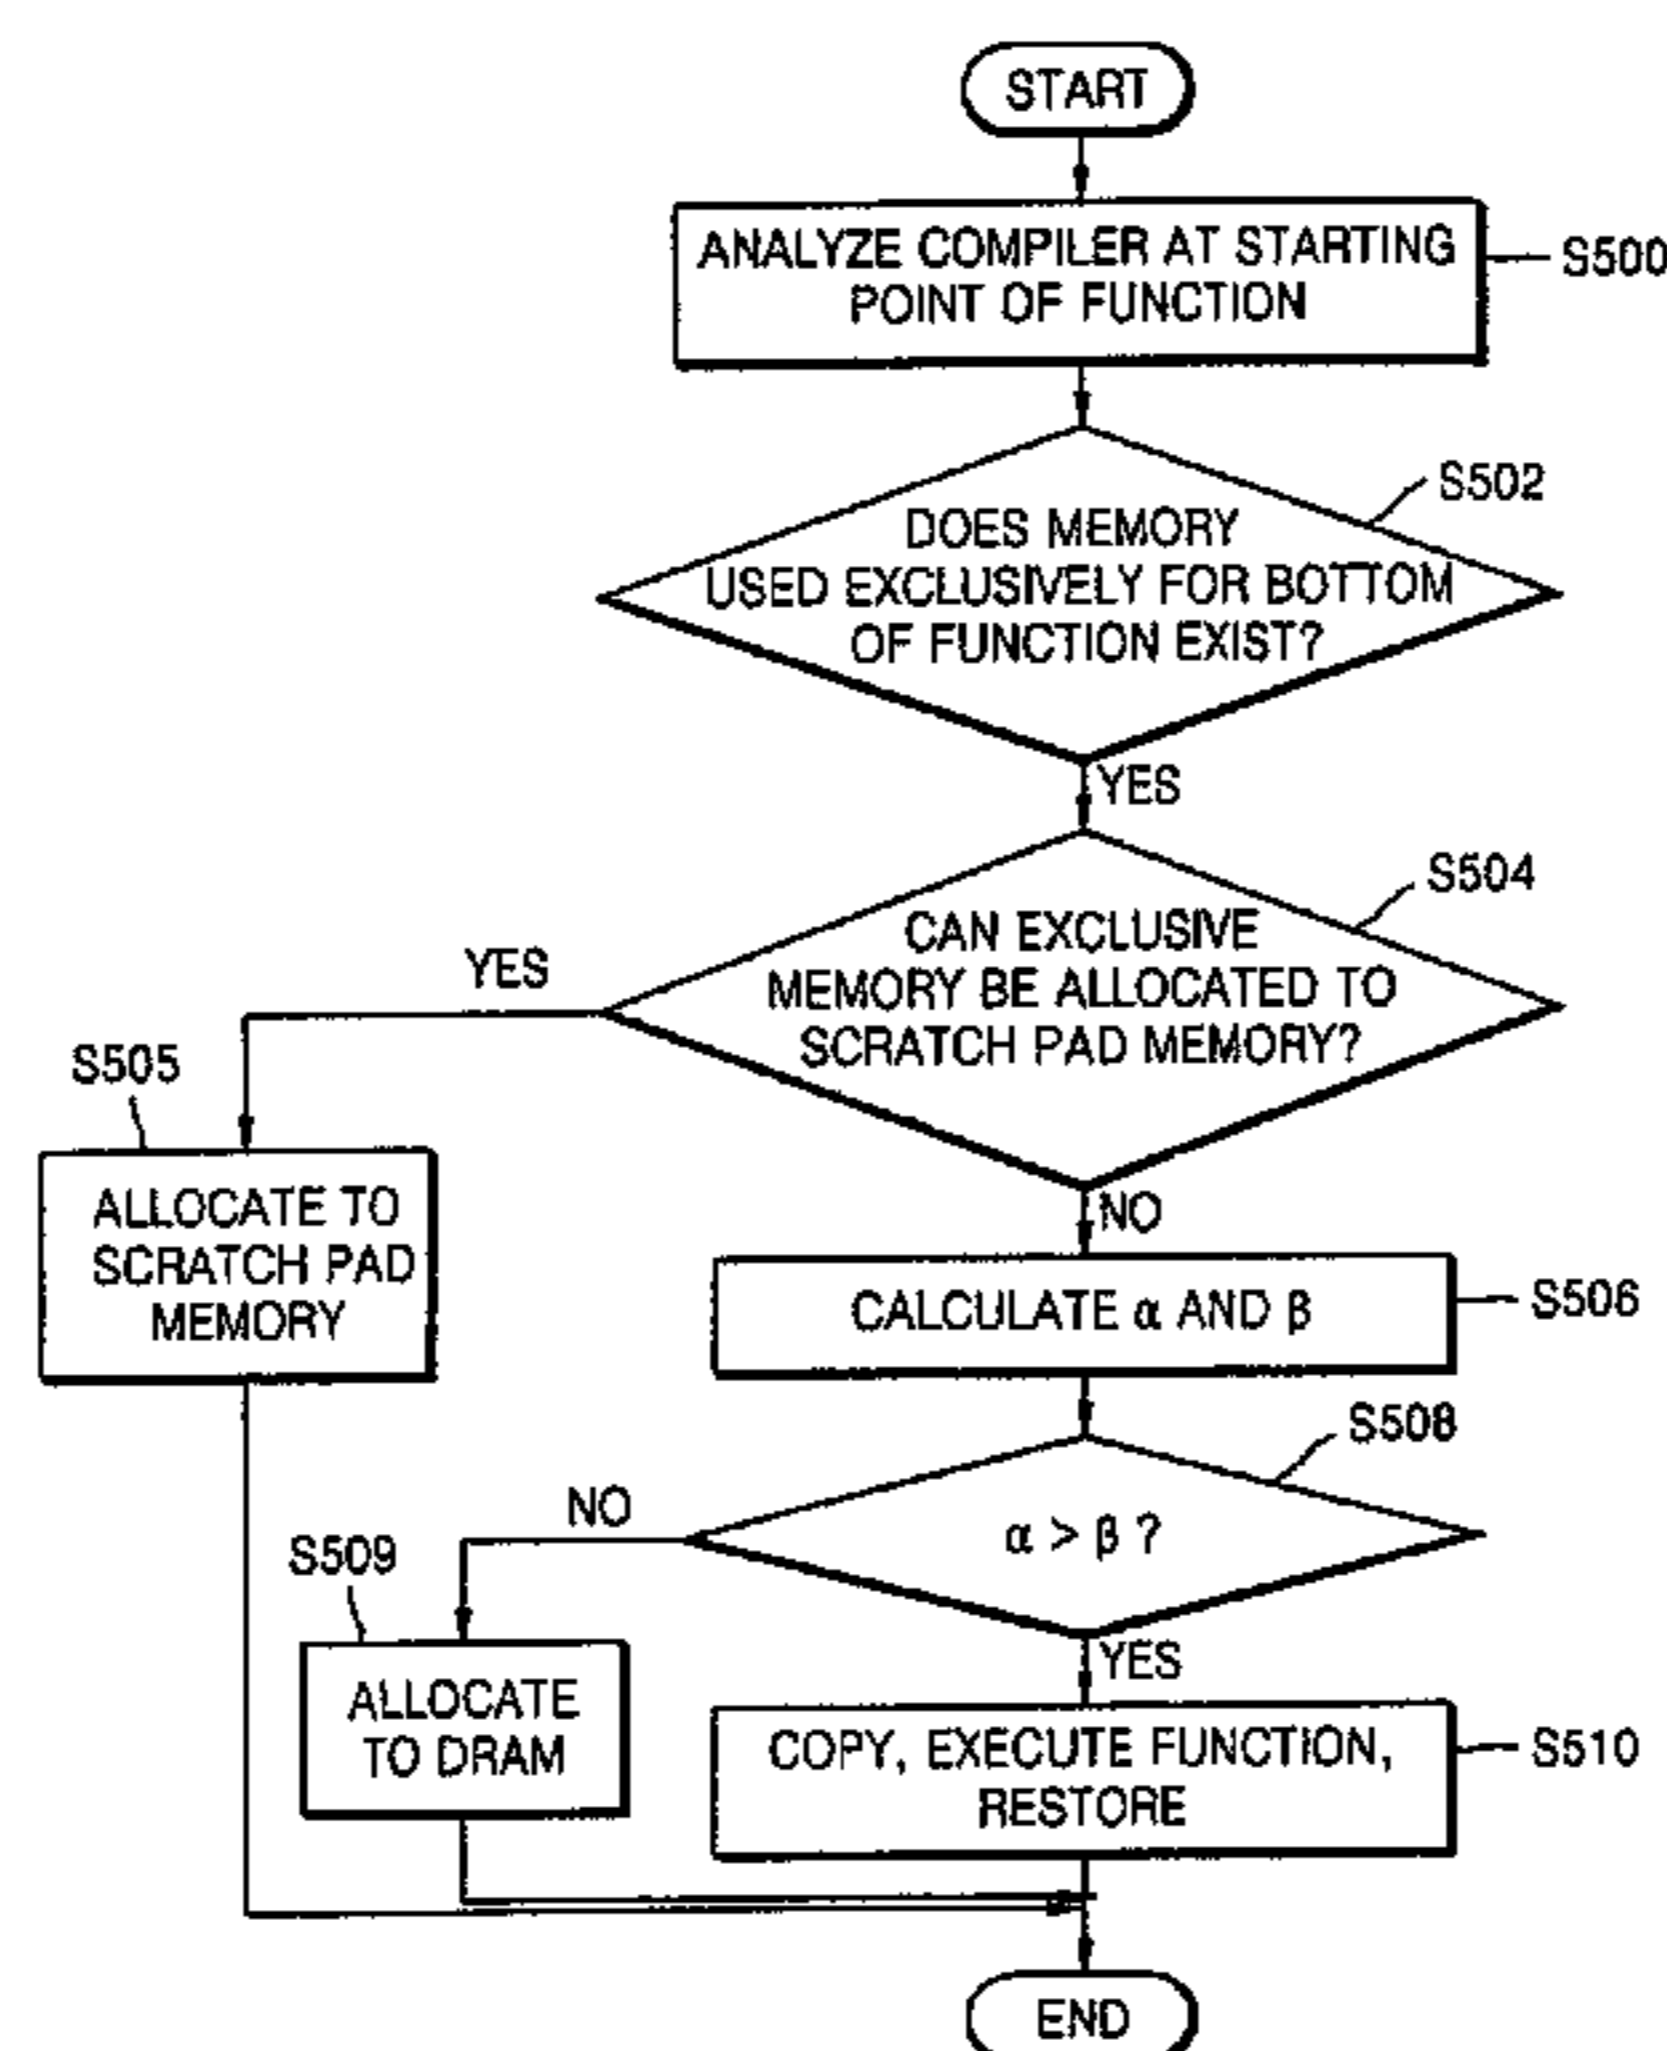 START
ANALYZE COMPILER AT STARTING
POINT OF FUNCTION
S500
S502
DOES MEMORY
USED EXCLUSIVELY FOR BOTTOM
OF FUNCTION EXIST?
YES
S504
CAN EXCLUSIVE
MEMORY BE ALLOCATED TO
SCRATCH PAD MEMORY?
YES
S505
ALLOCATE TO
SCRATCH PAD
MEMORY
NO
CALCULATE α AND β
S506
S508
α > β ?
NO
S509
ALLOCATE
TO DRAM
YES
COPY, EXECUTE FUNCTION,
RESTORE
S510
END